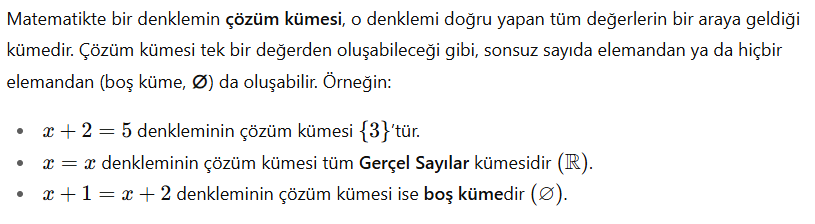 Matematikte bir denklemin çözüm kümesi, o denklemi doğru yapan tüm değerlerin bir araya geldiği
kümedir. Çözüm kümesi tek bir değerden oluşabileceği gibi, sonsuz sayıda elemandan ya da hiçbir
elemandan (boş küme, Ø) da oluşabilir. Örneğin:
• x + 2 = 5 denkleminin çözüm kümesi {3}'tür.
• x = x denkleminin çözüm kümesi tüm Gerçel Sayılar kümesidir (ℝ).
• x + 1 = x + 2 denkleminin çözüm kümesi ise boş kümedir (∅).